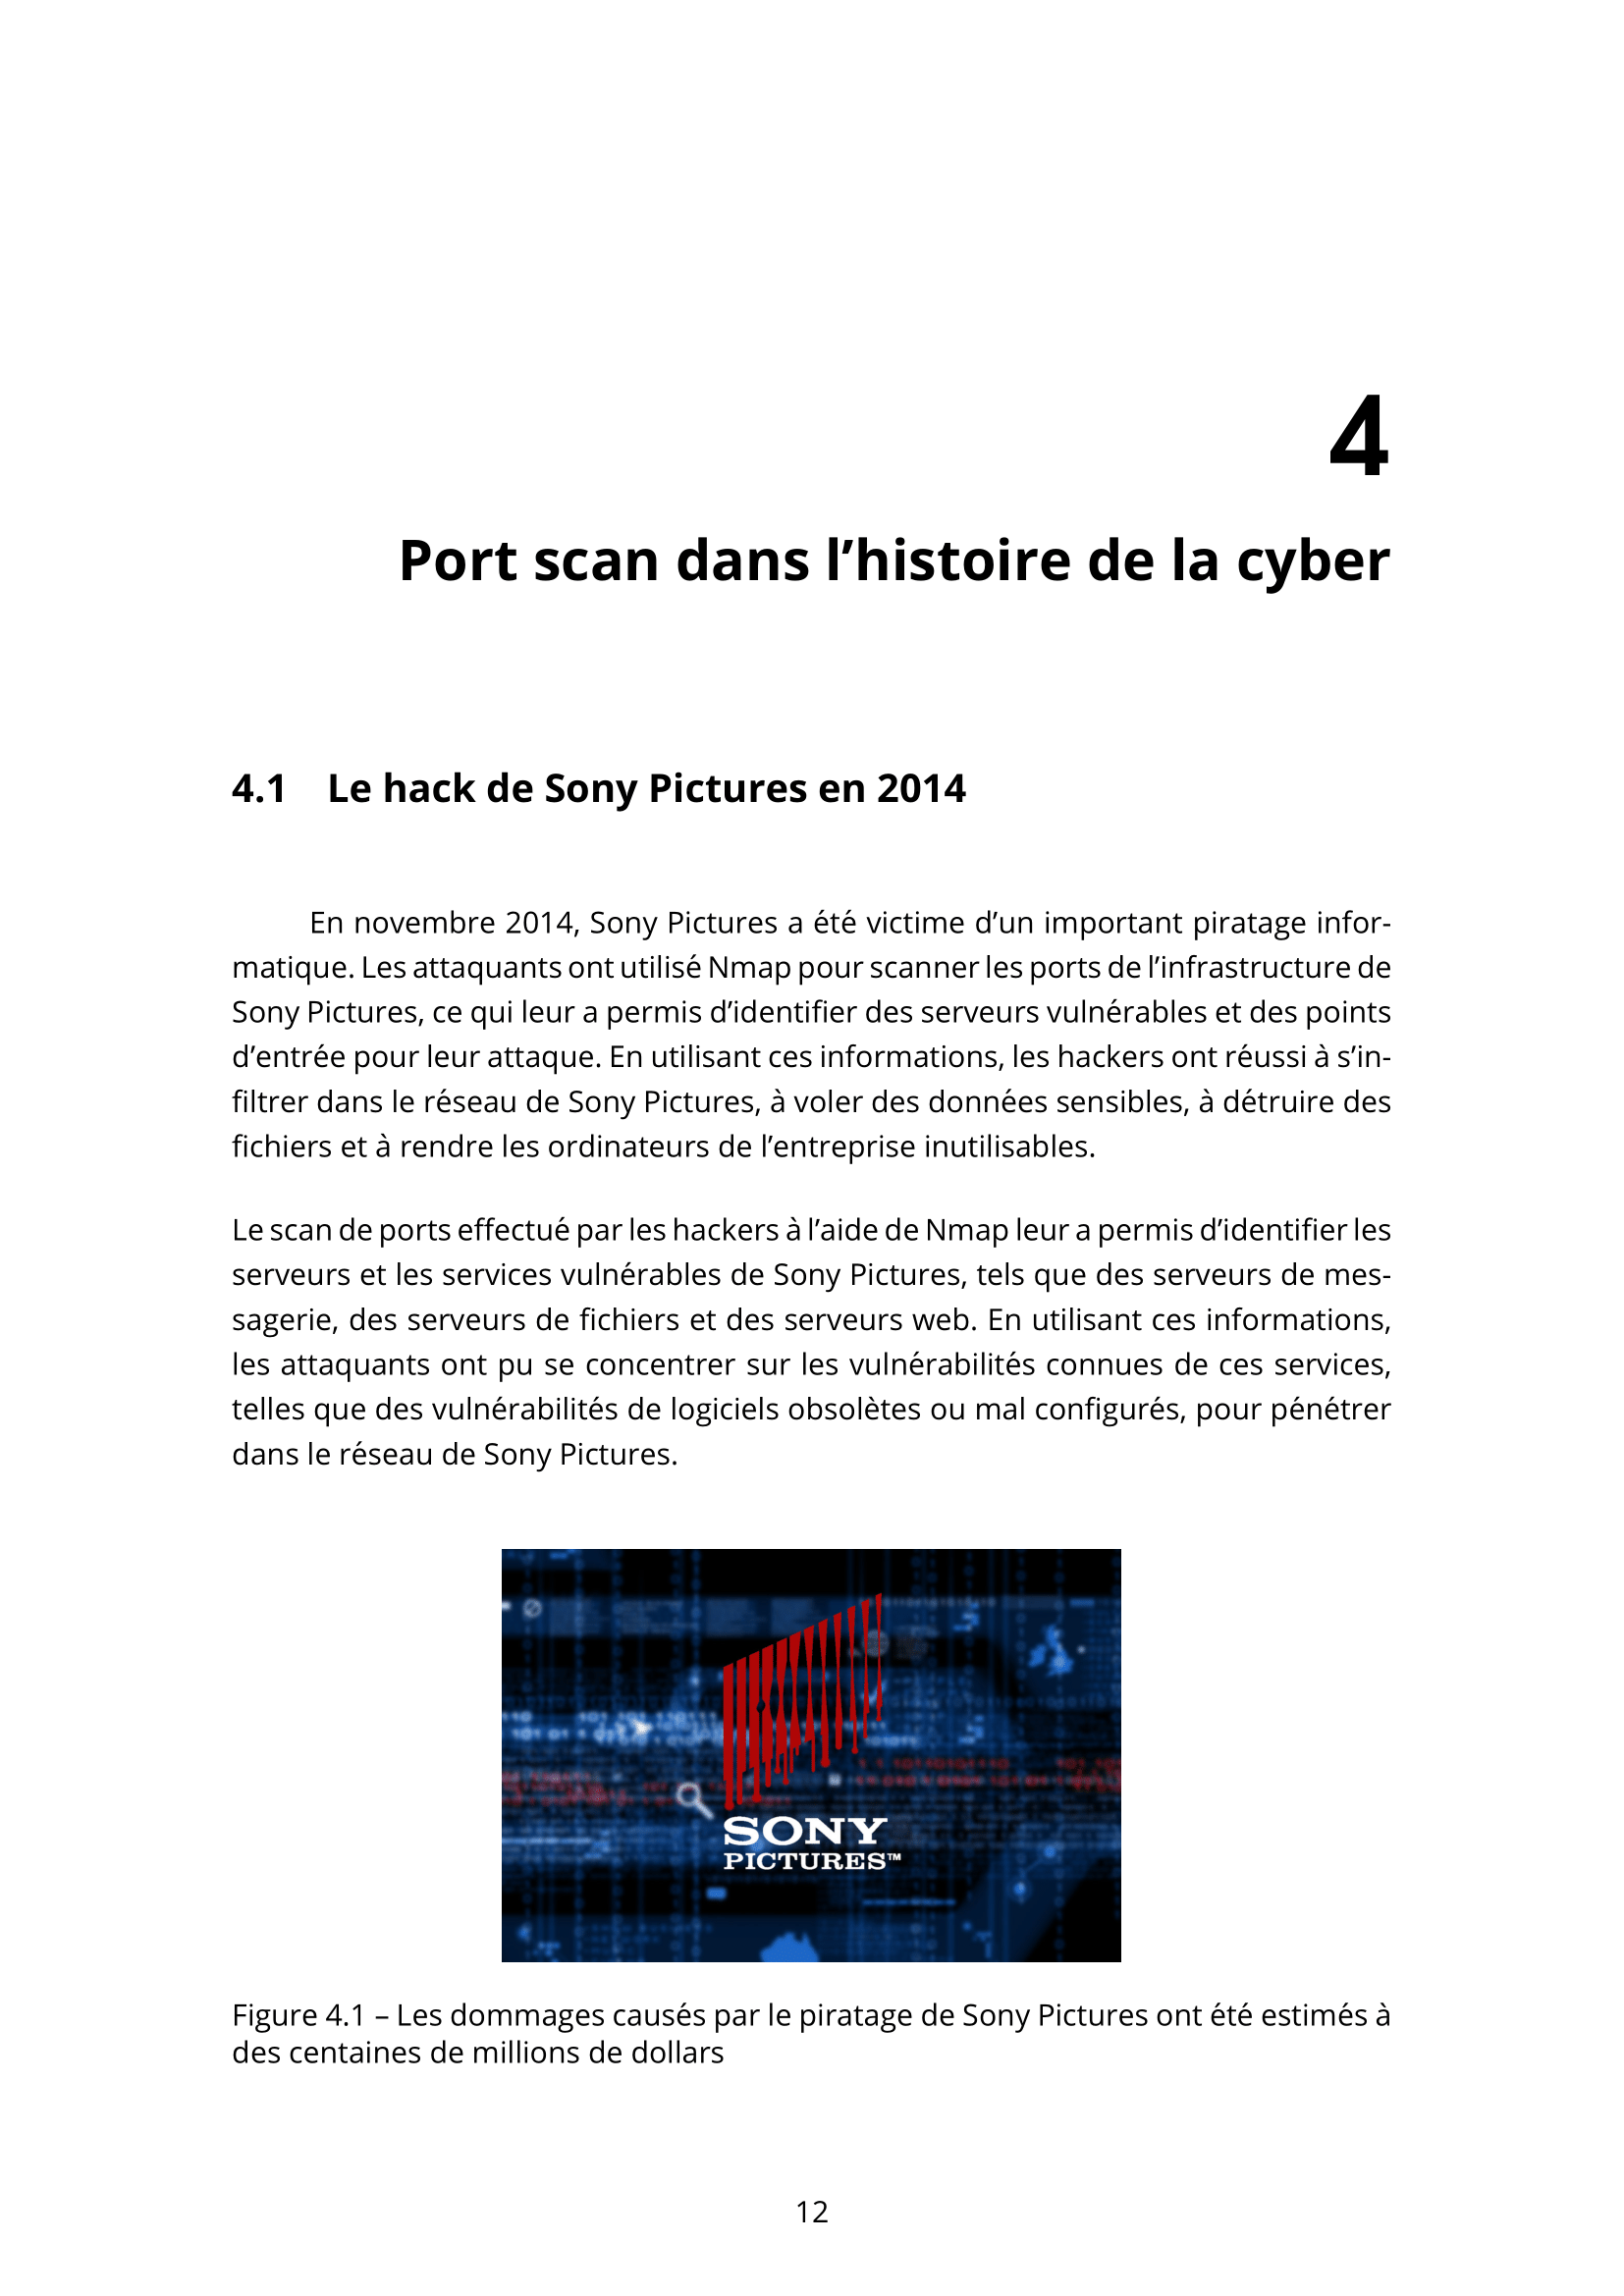 4
Port scan dans l’histoire de la cyber
4.1 Le hack de Sony Pictures en 2014
En novembre 2014, Sony Pictures a été victime d’un important piratage infor-
matique. Les attaquants ont utilisé Nmap pour scanner les ports de l’infrastructure de
Sony Pictures, ce qui leur a permis d’identifier des serveurs vulnérables et des points
d’entrée pour leur attaque. En utilisant ces informations, les hackers ont réussi à s’in-
filtrer dans le réseau de Sony Pictures, à voler des données sensibles, à détruire des
fichiers et à rendre les ordinateurs de l’entreprise inutilisables.
Le scan de ports effectué par les hackers à l’aide de Nmap leur a permis d’identifier les
serveurs et les services vulnérables de Sony Pictures, tels que des serveurs de mes-
sagerie, des serveurs de fichiers et des serveurs web. En utilisant ces informations,
les attaquants ont pu se concentrer sur les vulnérabilités connues de ces services,
telles que des vulnérabilités de logiciels obsolètes ou mal configurés, pour pénétrer
dans le réseau de Sony Pictures.
SONY
PICTURES™
Figure 4.1 – Les dommages causés par le piratage de Sony Pictures ont été estimés à
des centaines de millions de dollars
12